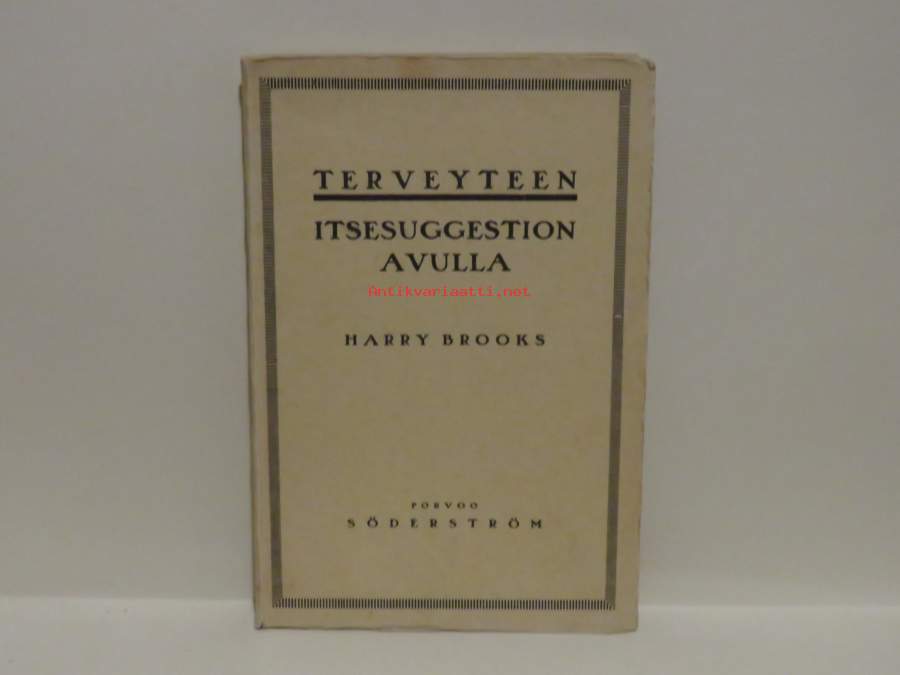 TERVEYTEEN
ITSESUGGESTION
AVULLA
Antikvariaatti.net
HARRY BROOKS
PORVOO
SÖDERSTRÖM